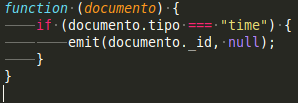 function (documento) {
    if (documento.tipo === "time") {
        emit(documento._id, null);
    }
}